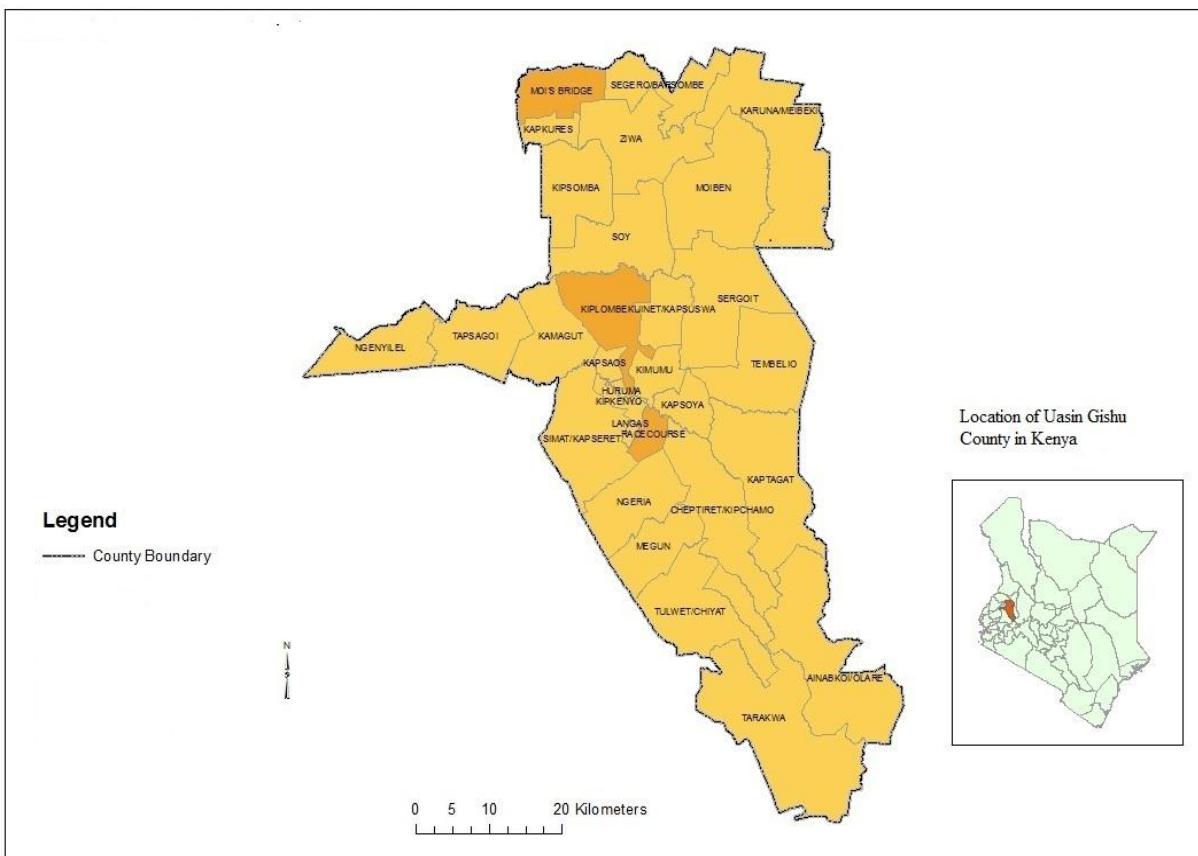 MOI'S BRIDGE
SEGERO/BARSOMBE
KARUNA/MEIBEKI
KAPKURES
ZIWA
KIPSOMBA
MOIBEN
SOY
SERGOIT
KIPLOMBE
KUINET/KAPSUSWA
NGENYILEL
TAPSAGOI
KAMAGUT
KAPSAOS
KIMUMU
TEMBELIO
HURUMA
KIPKENYO
KAPSOYA
LANGAS
RACECOURSE
SIMAT/KAPSERET
KAPTAGAT
NGERIA
CHEPTIRET/KIPCHAMO
MEGUN
TULWET/CHIYAT
AINABKOI/OLARE
TARAKWA
Location of Uasin Gishu
County in Kenya
Legend
County Boundary
N
0 5 10 20 Kilometers